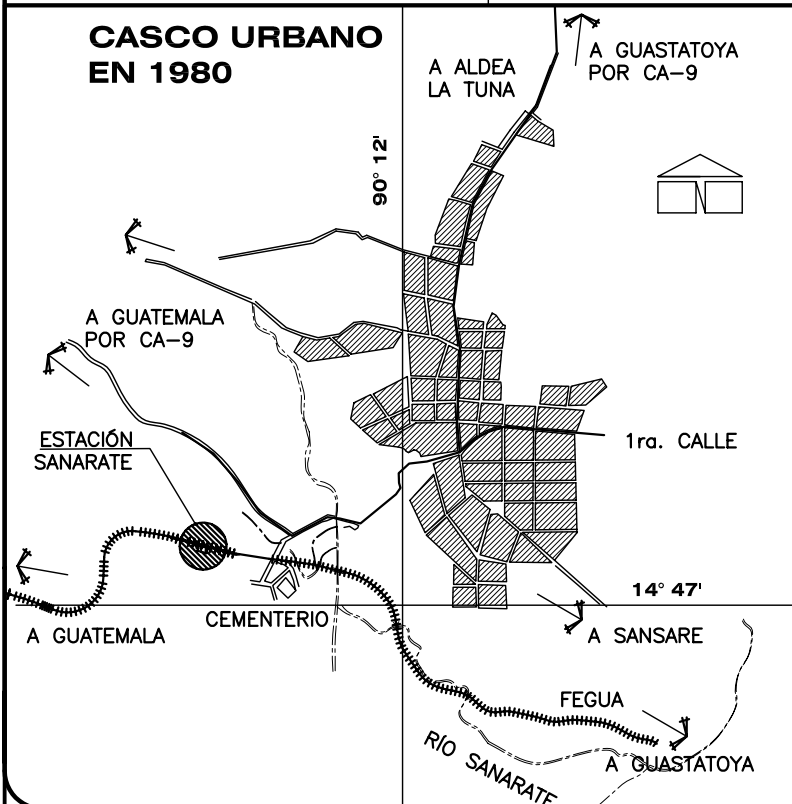 CASCO URBANO
EN 1980
A GUASTATOYA
POR CA-9
A ALDEA
LA TUNA
90° 12'
A GUATEMALA
POR CA-9
ESTACIÓN
SANARATE
1ra. CALLE
14° 47'
CEMENTERIO
A GUATEMALA
A SANSARE
FEGUA
RÍO SANARATE
A GUASTATOYA